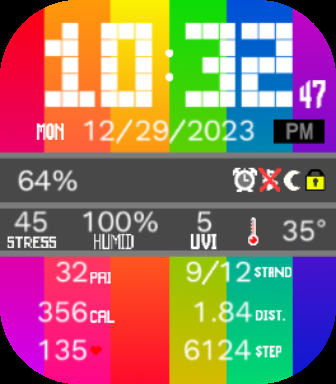 10:32 47
MON 12/29/2023 PM
64%
45 100% 5 35°
STRESS HUMID UVI
32 PAI 9/12 STAND
356 CAL 1.84 DIST.
135 6124 STEP